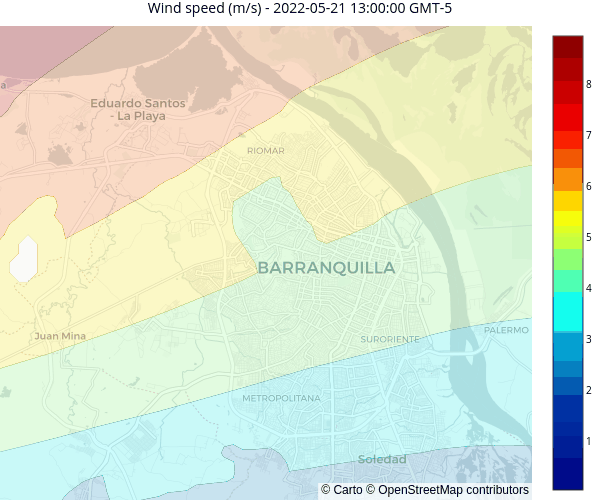 Wind speed (m/s) - 2022-05-21 13:00:00 GMT-5
a
Eduardo Santos
- La Playa
RIOMAR
BARRANQUILLA
Juan Mina
SURORIENTE
PALERMO
METROPOLITANA
Soledad
© Carto © OpenStreetMap contributors
8
7
6
5
4
3
2
1